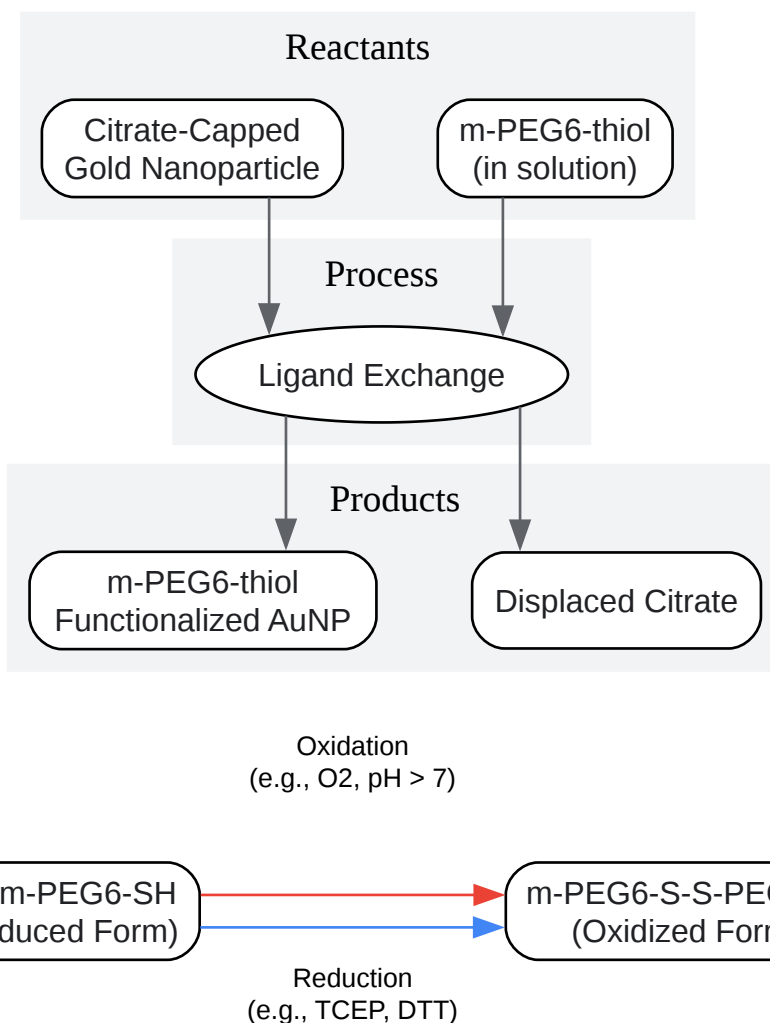 Reactants
Citrate-Capped
Gold Nanoparticle
m-PEG6-thiol
(in solution)
Process
Ligand Exchange
Products
m-PEG6-thiol
Functionalized AuNP
Displaced Citrate
Oxidation
(e.g., O2, pH > 7)
m-PEG6-SH
duced Form)
m-PEG6-S-S-PE
(Oxidized For
Reduction
(e.g., TCEP, DTT)